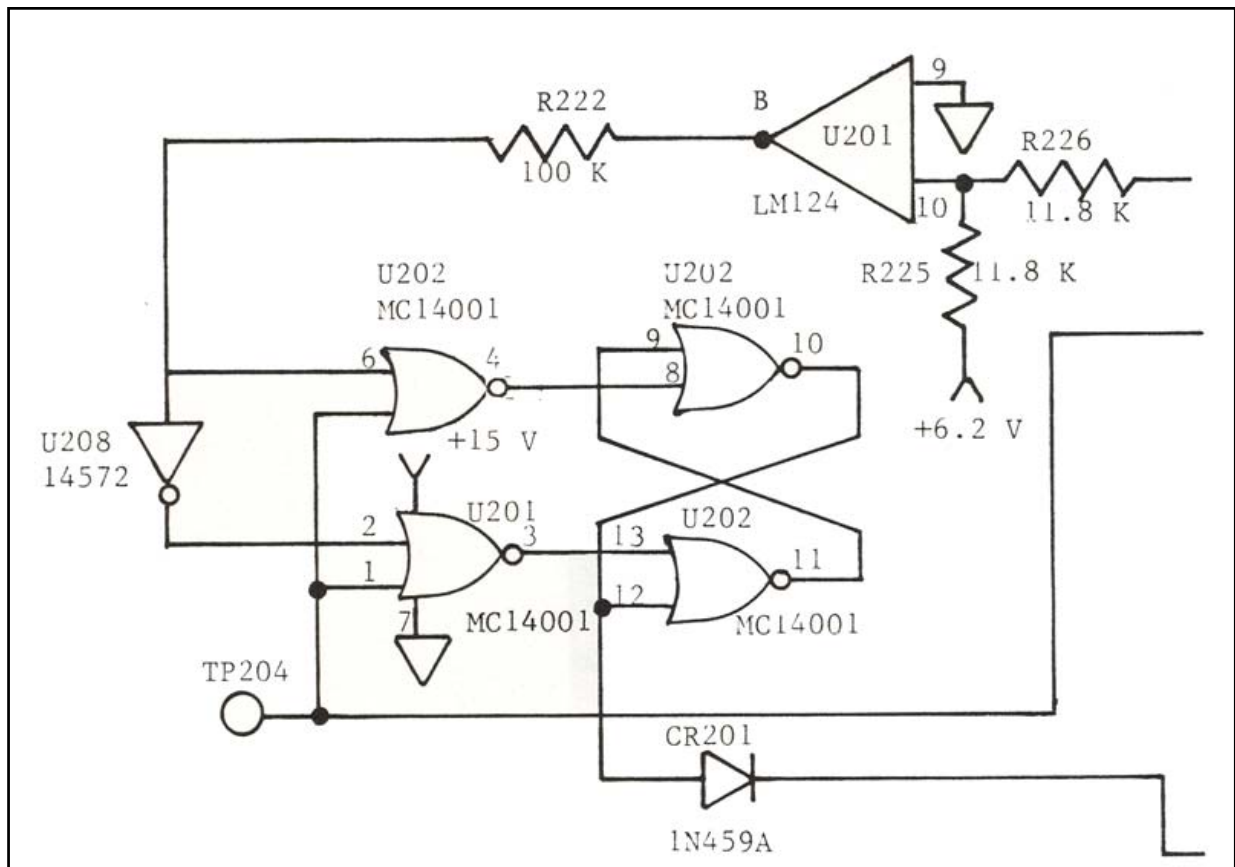 R222
100 K
B
U201
LM124
9
10
R226
11.8 K
R225
11.8 K
+6.2 V
U202
MC14001
6
4
+15 V
U202
MC14001
9
8
10
U208
14572
2
1
U201
3
7
MC14001
13
12
U202
11
MC14001
TP204
CR201
1N459A